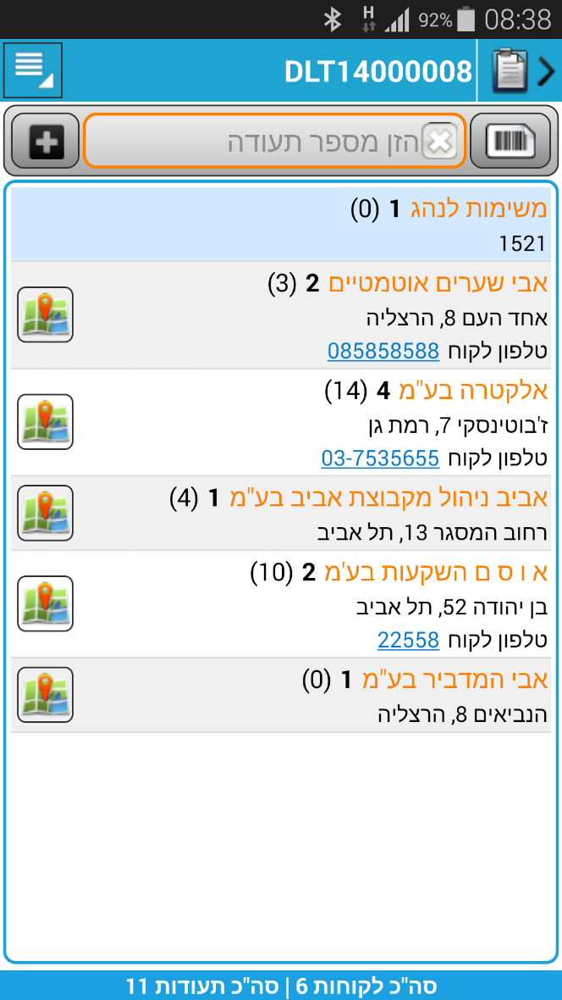 H 92% 08:38
DLT14000008
הזן מספר תעודה
משימות לנהג 1 (0)
1521
אבי שערים אוטמטיים 2 (3)
אחד העם 8, הרצליה
טלפון לקוח 085858588
אלקטרה בע"מ 4 (14)
ז'בוטינסקי 7, רמת גן
טלפון לקוח 03-7535655
אביב ניהול מקבוצת אביב בע"מ 1 (4)
רחוב המסגר 13, תל אביב
א ו ס ם השקעות בע'מ 2 (10)
בן יהודה 52, תל אביב
טלפון לקוח 22558
אבי המדביר בע"מ 1 (0)
הנביאים 8, הרצליה
סה"כ לקוחות 6 | סה"כ תעודות 11